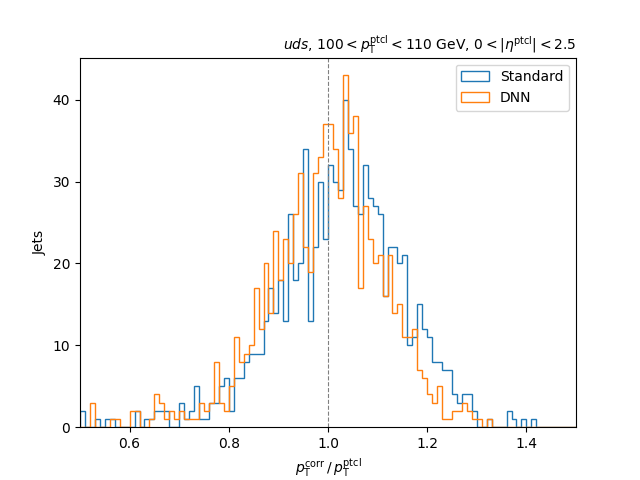 uds, 100 < p_T^ptcl < 110 GeV, 0 < |η^ptcl| < 2.5
Standard
DNN
40
30
20
10
0
Jets
0.6 0.8 1.0 1.2 1.4
p_T^corr / p_T^ptcl